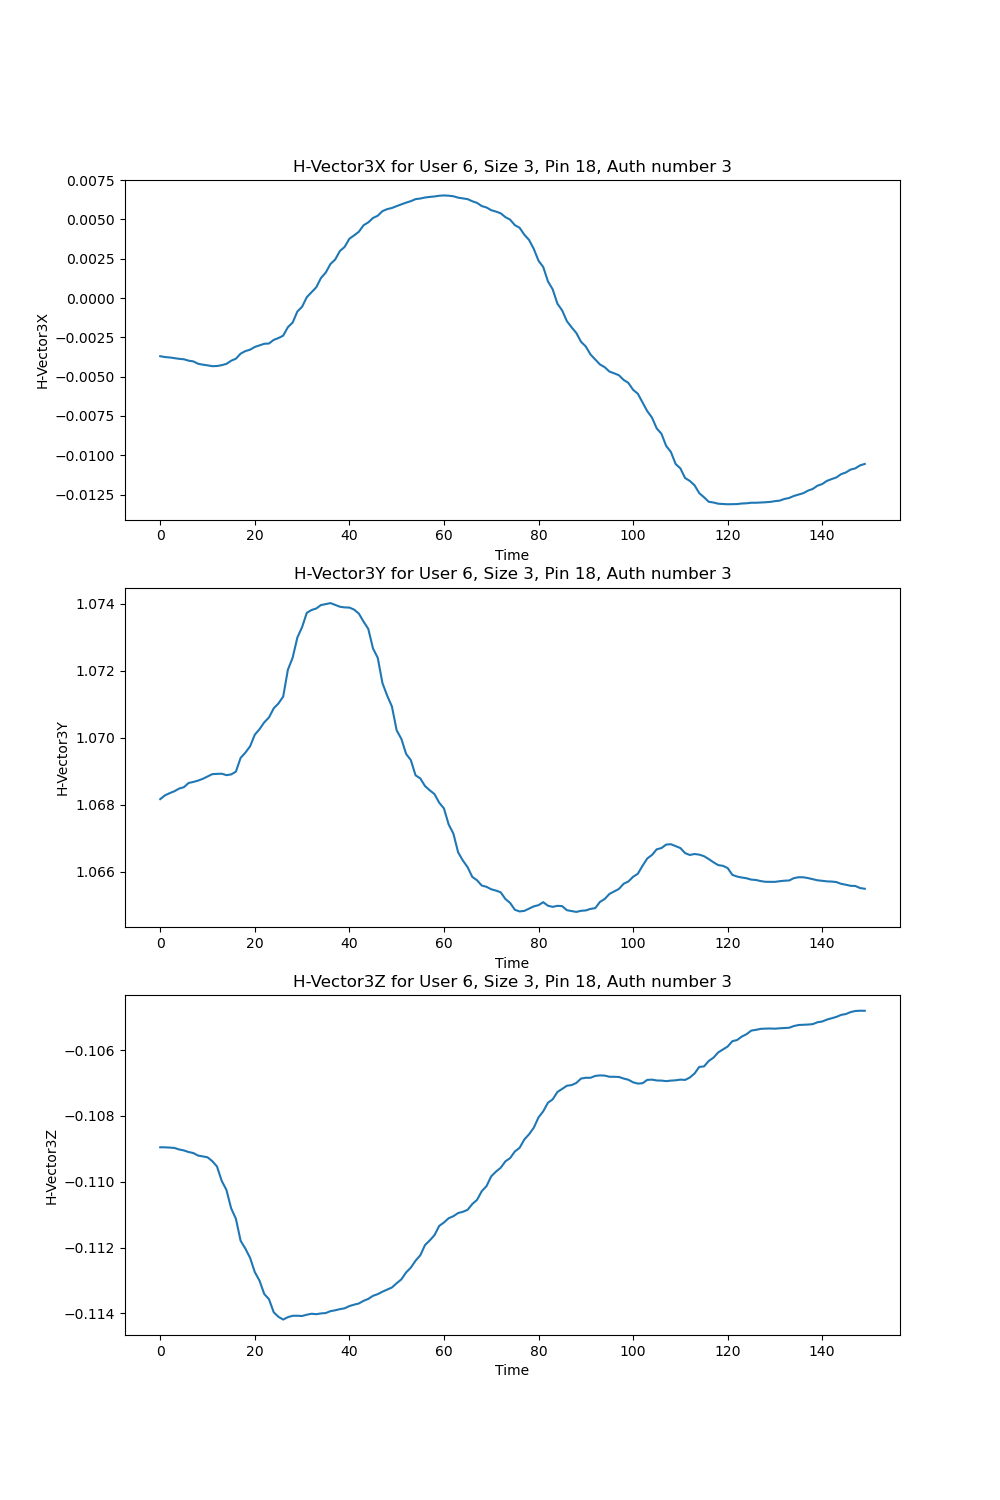 H-Vector3X for User 6, Size 3, Pin 18, Auth number 3
0.0075
0.0050
0.0025
0.0000
−0.0025
−0.0050
−0.0075
−0.0100
−0.0125
H-Vector3X
0 20 40 60 80 100 120 140
Time
H-Vector3Y for User 6, Size 3, Pin 18, Auth number 3
1.074
1.072
1.070
1.068
1.066
H-Vector3Y
0 20 40 60 80 100 120 140
Time
H-Vector3Z for User 6, Size 3, Pin 18, Auth number 3
−0.106
−0.108
−0.110
−0.112
−0.114
H-Vector3Z
0 20 40 60 80 100 120 140
Time